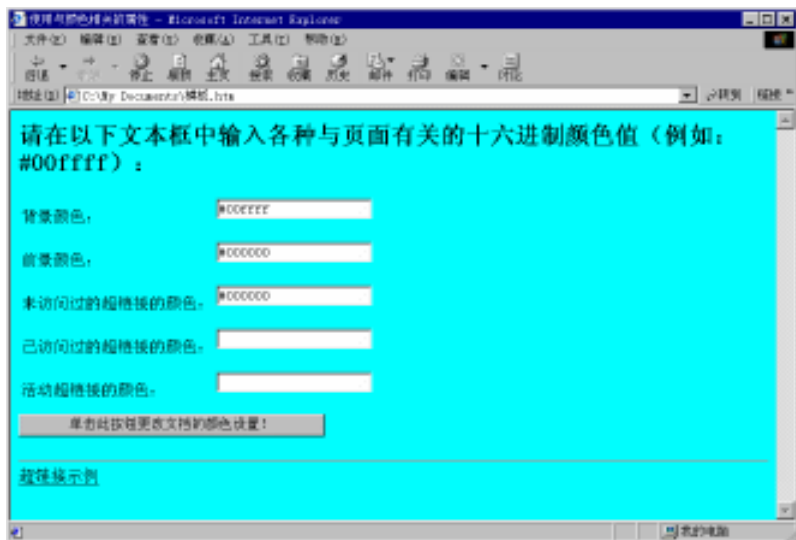 使用与颜色相关的属性 - Microsoft Internet Explorer
文件(F) 编辑(E) 查看(V) 收藏(A) 工具(T) 帮助(H)
后退 停止 刷新 主页 搜索 收藏 历史 邮件 打印 编辑 讨论
地址(D) C:\My Documents\模板.htm 转到 链接 »
请在以下文本框中输入各种与页面有关的十六进制颜色值（例如：
#00ffff）：
背景颜色： #00ffff
前景颜色： #000000
未访问过的超链接的颜色： #000000
已访问过的超链接的颜色：
活动超链接的颜色：
单击此按钮更改文档的颜色设置！
超链接示例
我的电脑